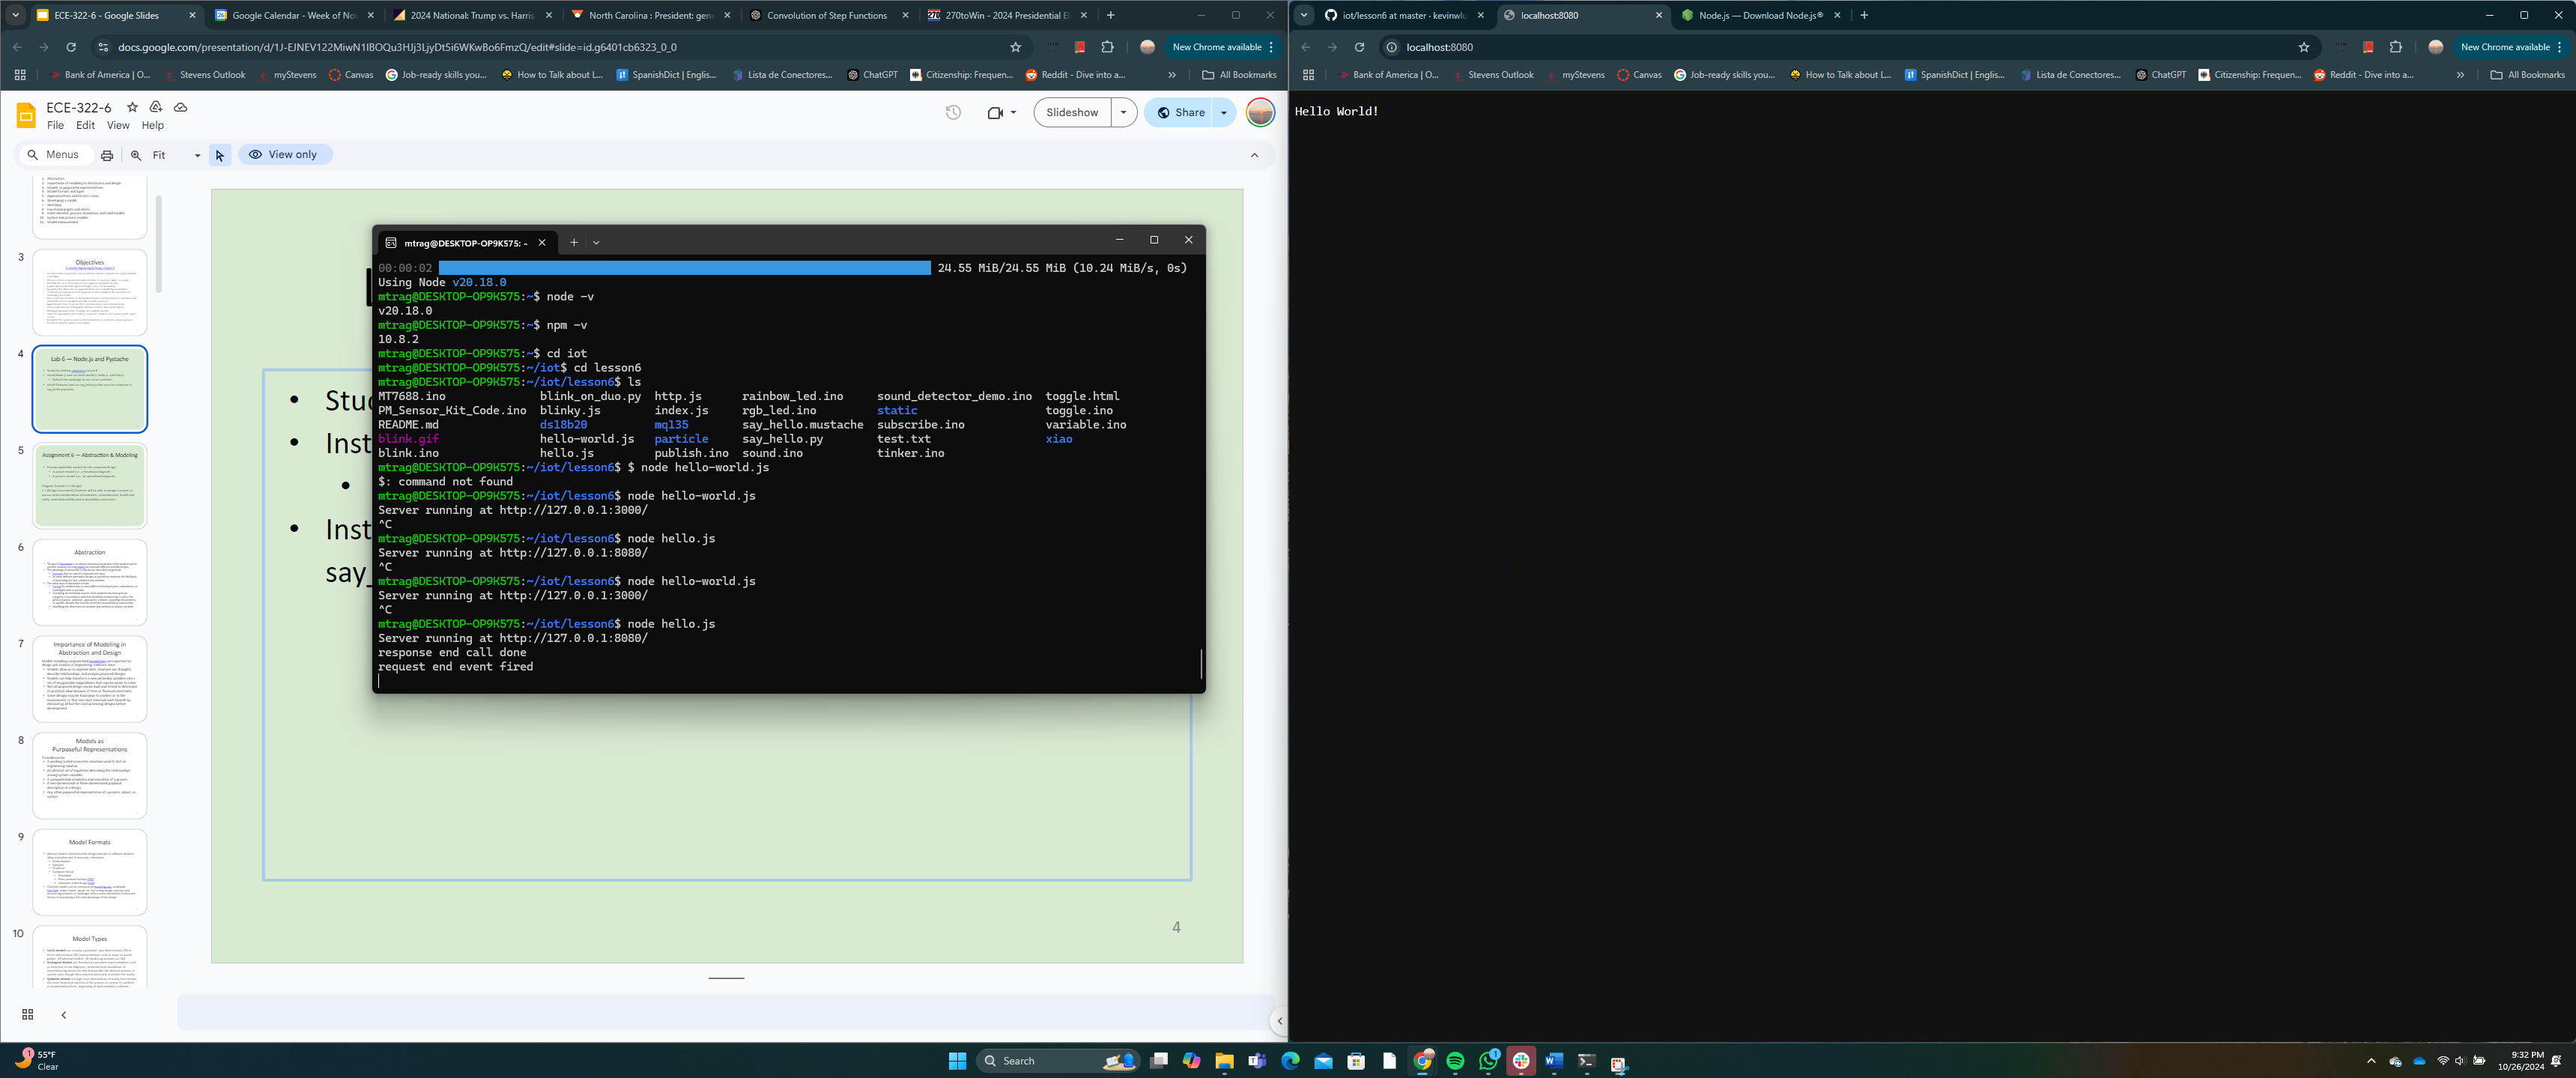 ECE-322-6 - Google Slides
Google Calendar - Week of No
2024 National: Trump vs. Harris
North Carolina : President: gene
Convolution of Step Functions
270toWin - 2024 Presidential El
docs.google.com/presentation/d/1J-EJNEV122MiwN1IBOQu3HJj3LjyDt5i6WKwBo6FmzQ/edit#slide=id.g6401cb6323_0_0
New Chrome available
Bank of America | O...
Stevens Outlook
myStevens
Canvas
Job-ready skills you...
How to Talk about L...
SpanishDict | Englis...
Lista de Conectores...
ChatGPT
Citizenship: Frequen...
Reddit - Dive into a...
All Bookmarks
ECE-322-6
File Edit View Help
Slideshow
Share
Menus
Fit
View only
3
Objectives
4
Lab 6 — Node.js and Pystache
5
Assignment 6 — Abstraction & Modeling
6
Abstraction
7
Importance of Modeling in
Abstraction and Design
8
Models as
Purposeful Representations
9
Model Formats
10
Model Types
• Stud
• Inst
•
• Inst
say_
4
mtrag@DESKTOP-OP9K575: ~
00:00:02 24.55 MiB/24.55 MiB (10.24 MiB/s, 0s)
Using Node v20.18.0
mtrag@DESKTOP-OP9K575:~$ node -v
v20.18.0
mtrag@DESKTOP-OP9K575:~$ npm -v
10.8.2
mtrag@DESKTOP-OP9K575:~$ cd iot
mtrag@DESKTOP-OP9K575:~/iot$ cd lesson6
mtrag@DESKTOP-OP9K575:~/iot/lesson6$ ls
MT7688.ino blink_on_duo.py http.js rainbow_led.ino sound_detector_demo.ino toggle.html
PM_Sensor_Kit_Code.ino blinky.js index.js rgb_led.ino static toggle.ino
README.md ds18b20 mq135 say_hello.mustache subscribe.ino variable.ino
blink.gif hello-world.js particle say_hello.py test.txt xiao
blink.ino hello.js publish.ino sound.ino tinker.ino
mtrag@DESKTOP-OP9K575:~/iot/lesson6$ $ node hello-world.js
$: command not found
mtrag@DESKTOP-OP9K575:~/iot/lesson6$ node hello-world.js
Server running at http://127.0.0.1:3000/
^C
mtrag@DESKTOP-OP9K575:~/iot/lesson6$ node hello.js
Server running at http://127.0.0.1:8080/
^C
mtrag@DESKTOP-OP9K575:~/iot/lesson6$ node hello-world.js
Server running at http://127.0.0.1:3000/
^C
mtrag@DESKTOP-OP9K575:~/iot/lesson6$ node hello.js
Server running at http://127.0.0.1:8080/
response end call done
request end event fired
iot/lesson6 at master · kevinwlu
localhost:8080
Node.js — Download Node.js®
localhost:8080
New Chrome available
Bank of America | O...
Stevens Outlook
myStevens
Canvas
Job-ready skills you...
How to Talk about L...
SpanishDict | Englis...
Lista de Conectores...
ChatGPT
Citizenship: Frequen...
Reddit - Dive into a...
All Bookmarks
Hello World!
1
55°F
Clear
Search
1
9:32 PM
10/26/2024